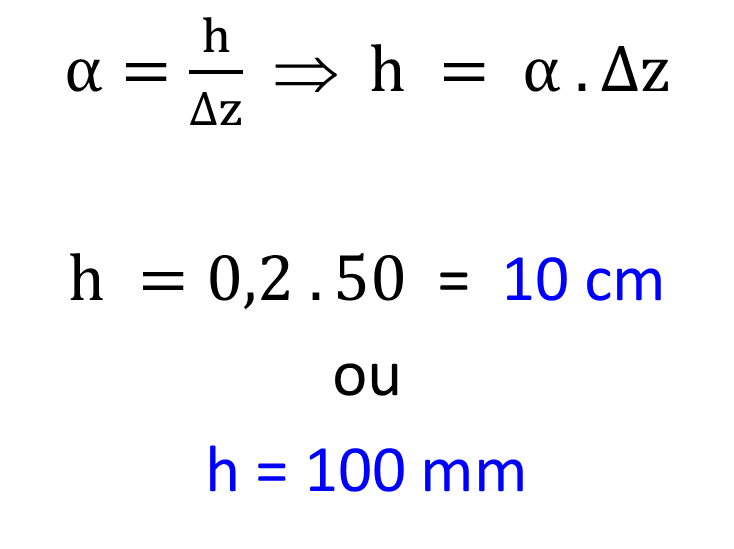 α = h/Δz ⇒ h = α . Δz
h = 0,2 . 50 = 10 cm
ou
h = 100 mm